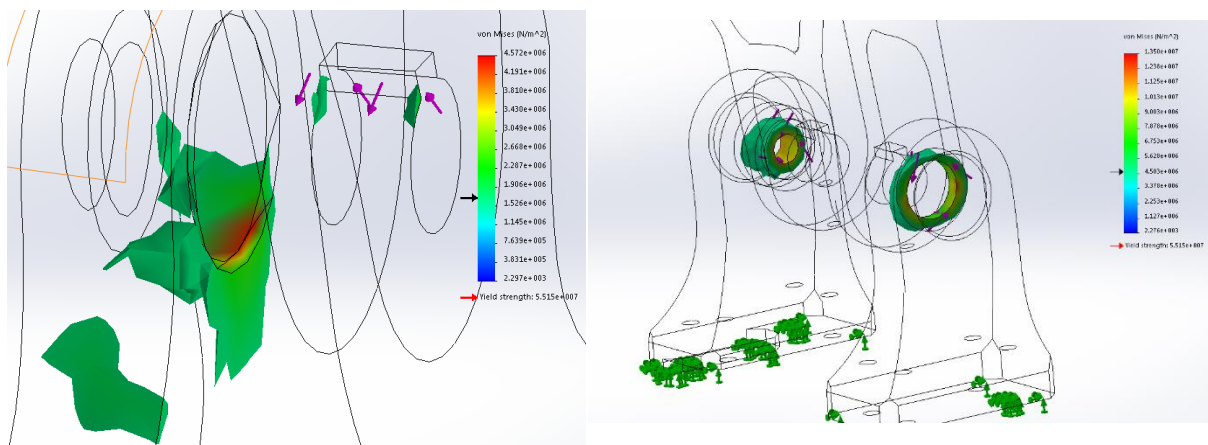 von Mises (N/m^2)
4.572e+006
4.191e+006
3.810e+006
3.430e+006
3.049e+006
2.668e+006
2.287e+006
1.906e+006
1.526e+006
1.145e+006
7.639e+005
3.831e+005
2.297e+003
Yield strength: 5.515e+007
von Mises (N/m^2)
1.350e+007
1.238e+007
1.125e+007
1.013e+007
9.003e+006
7.878e+006
6.753e+006
5.628e+006
4.503e+006
3.378e+006
2.253e+006
1.127e+006
2.276e+003
Yield strength: 5.515e+007